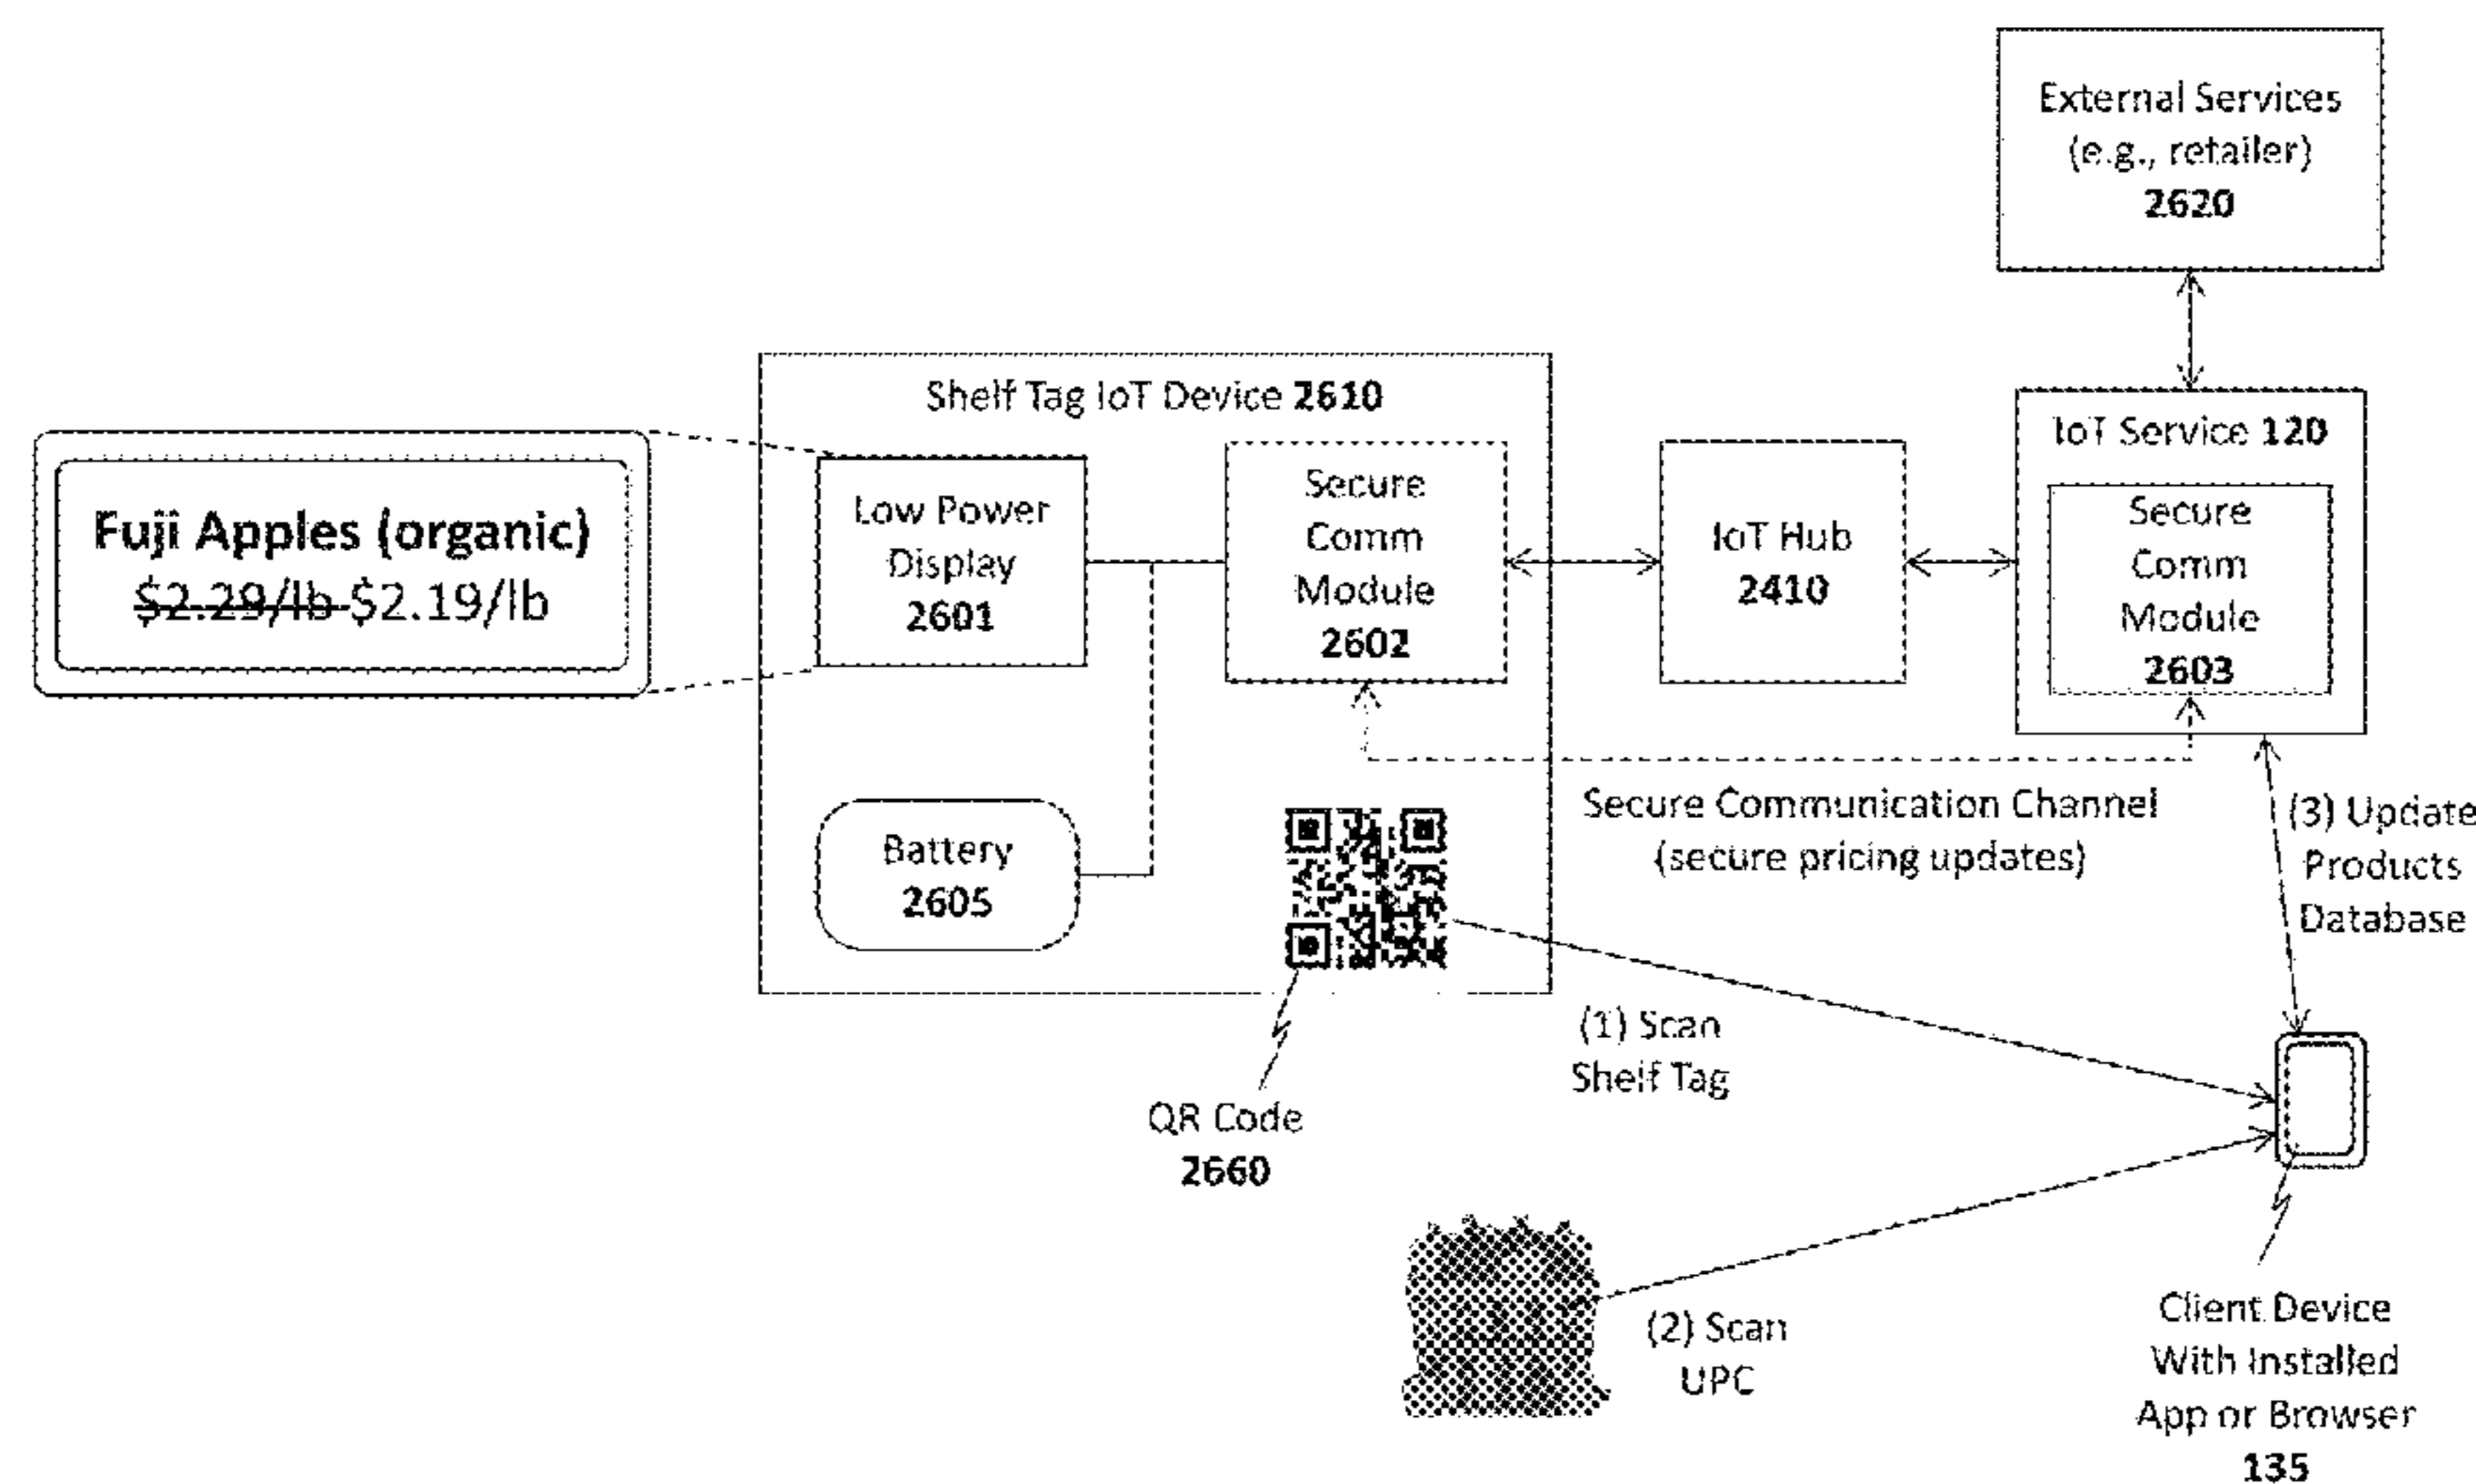 External Services
(e.g., retailer)
2620
Shelf Tag IoT Device 2610
IoT Service 120
Fuji Apples (organic)
$2.29/lb $2.19/lb
Low Power
Display
2601
Secure
Comm
Module
2602
IoT Hub
2410
Secure
Comm
Module
2603
Battery
2605
Secure Communication Channel
(secure pricing updates)
(3) Update
Products
Database
(1) Scan
Shelf Tag
QR Code
2660
(2) Scan
UPC
Client Device
With Installed
App or Browser
135